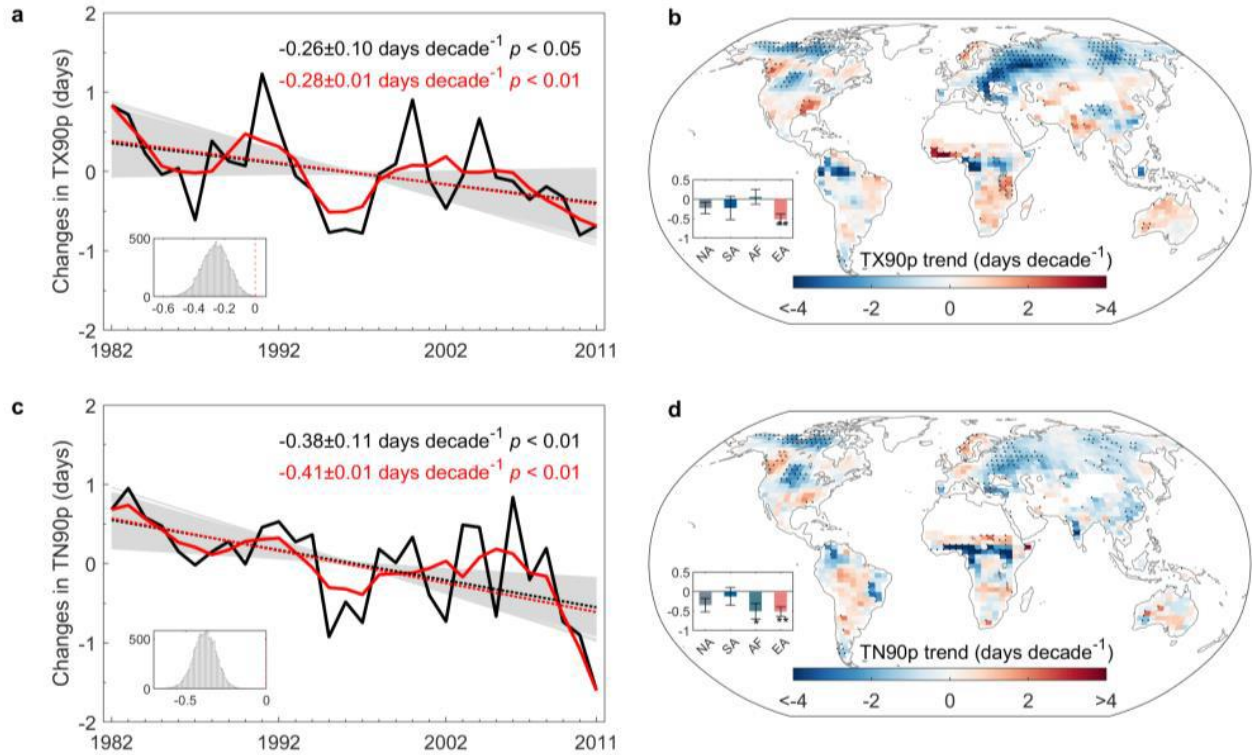 a
2
1
0
-1
-2
Changes in TX90p (days)
-0.26±0.10 days decade⁻¹ p < 0.05
-0.28±0.01 days decade⁻¹ p < 0.01
500
0
-0.6 -0.4 -0.2 0
1982 1992 2002 2011
b
0.5
0
-0.5
-1
**
NA SA AF EA
TX90p trend (days decade⁻¹)
<-4 -2 0 2 >4
c
2
1
0
-1
-2
Changes in TN90p (days)
-0.38±0.11 days decade⁻¹ p < 0.01
-0.41±0.01 days decade⁻¹ p < 0.01
500
0
-0.5 0
1982 1992 2002 2011
d
0.5
0
-0.5
-1
* **
NA SA AF EA
TN90p trend (days decade⁻¹)
<-4 -2 0 2 >4